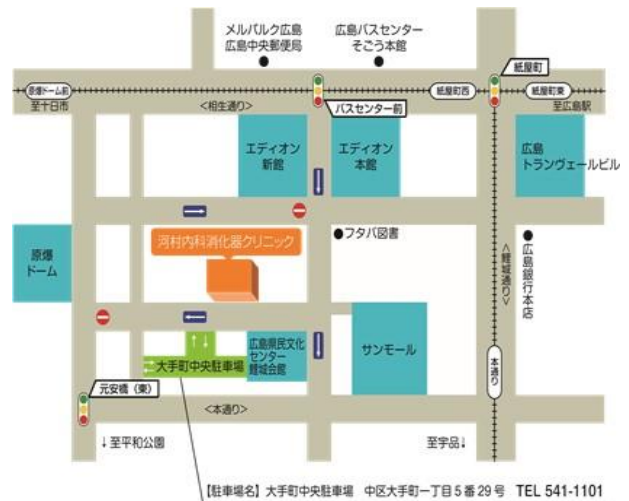 メルパルク広島
広島中央郵便局
広島バスセンター
そごう本館
紙屋町
原爆ドーム前
紙屋町西
紙屋町東
至十日市
<相生通り>
バスセンター前
至広島駅
エディオン
新館
エディオン
本館
広島
トランヴェールビル
フタバ図書
河村内科消化器クリニック
原爆
ドーム
<鯉城通り>
広島銀行本店
広島県民文化
センター
鯉城会館
サンモール
大手町中央駐車場
本通り
元安橋(東)
<本通り>
↓至平和公園
至宇品↓
【駐車場名】大手町中央駐車場 中区大手町一丁目5番29号 TEL 541-1101